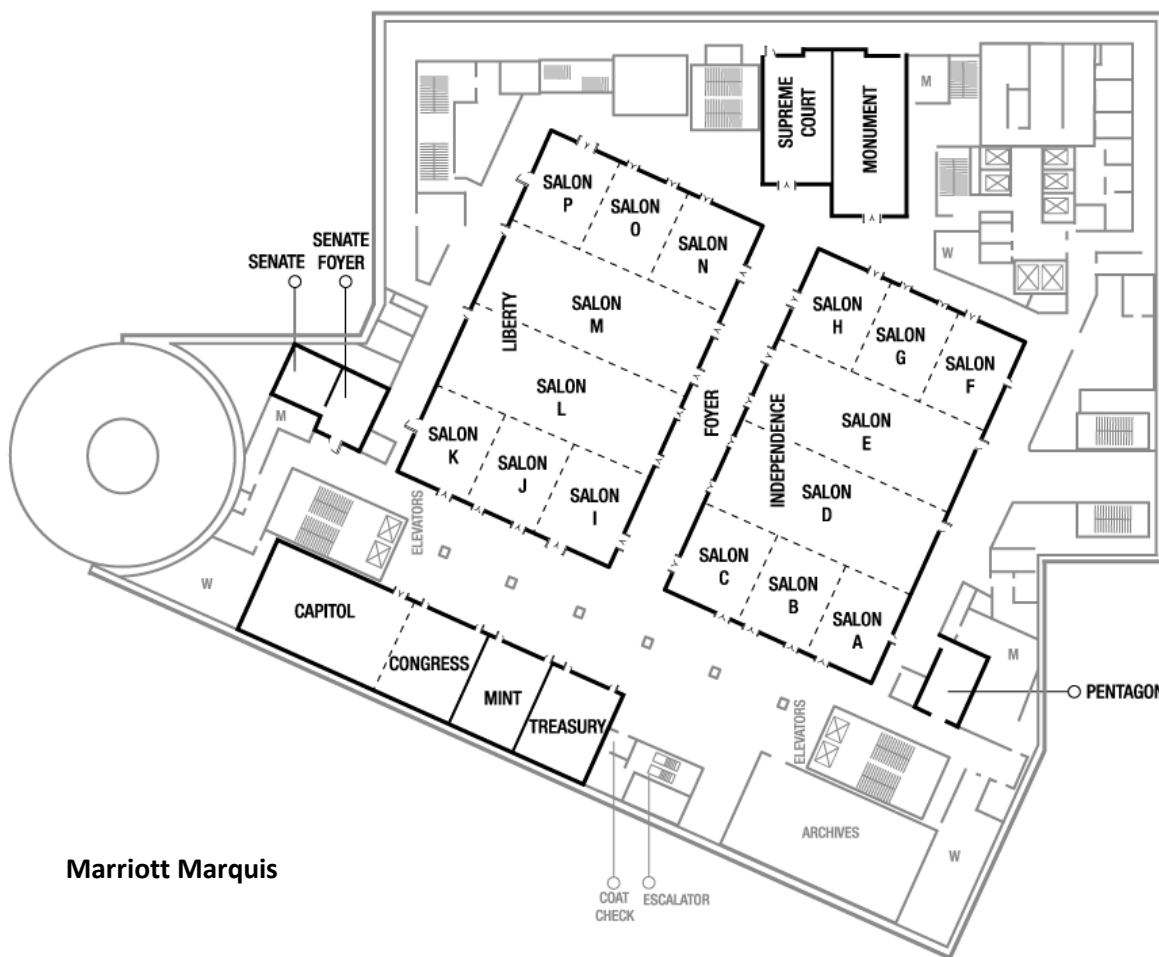 SUPREME
COURT
MONUMENT
M
SALON
P
SALON
O
SALON
N
SENATE
SENATE
FOYER
W
SALON
H
SALON
G
SALON
F
LIBERTY
SALON
M
SALON
L
FOYER
INDEPENDENCE
SALON
E
SALON
D
M
SALON
K
SALON
J
SALON
I
ELEVATORS
SALON
C
SALON
B
SALON
A
W
CAPITOL
CONGRESS
MINT
TREASURY
M
PENTAGON
ELEVATORS
ARCHIVES
W
Marriott Marquis
COAT
CHECK
ESCALATOR